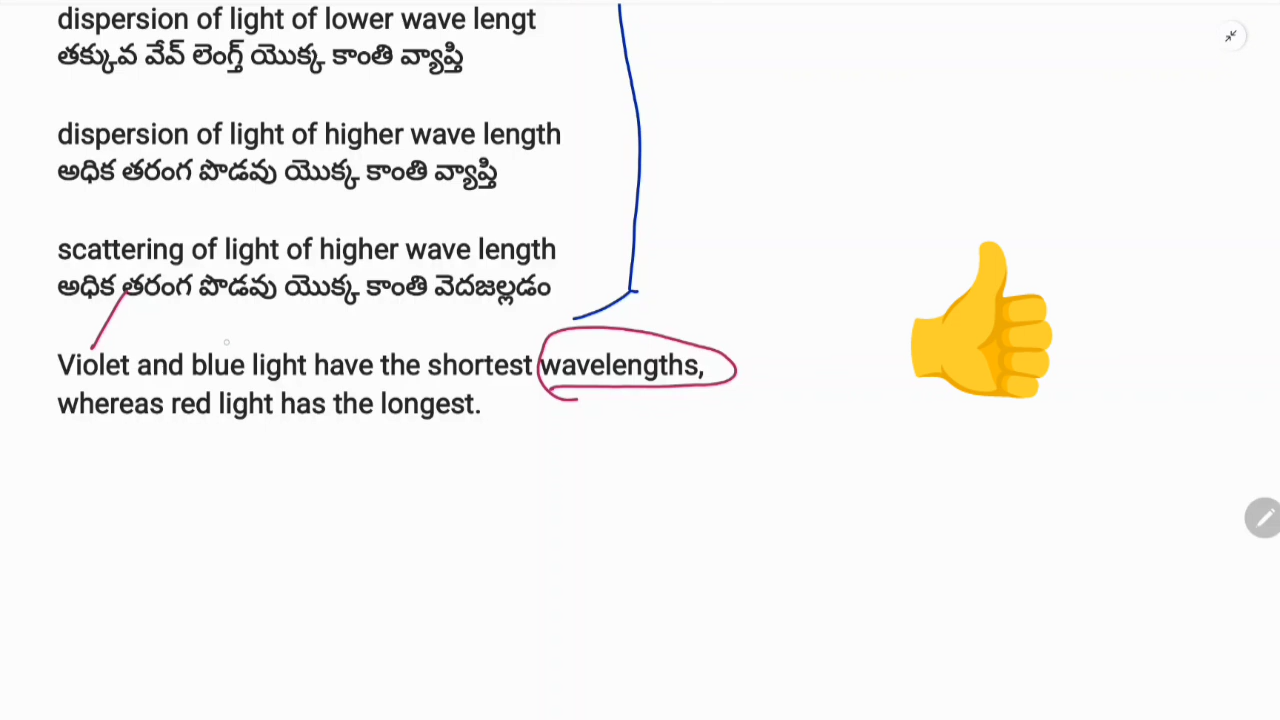 dispersion of light of lower wave lengt
తక్కువ వేవ్ లెంగ్త్ యొక్క కాంతి వ్యాప్తి
dispersion of light of higher wave length
అధిక తరంగ పొడవు యొక్క కాంతి వ్యాప్తి
scattering of light of higher wave length
అధిక తరంగ పొడవు యొక్క కాంతి వెదజల్లడం
Violet and blue light have the shortest wavelengths,
whereas red light has the longest.